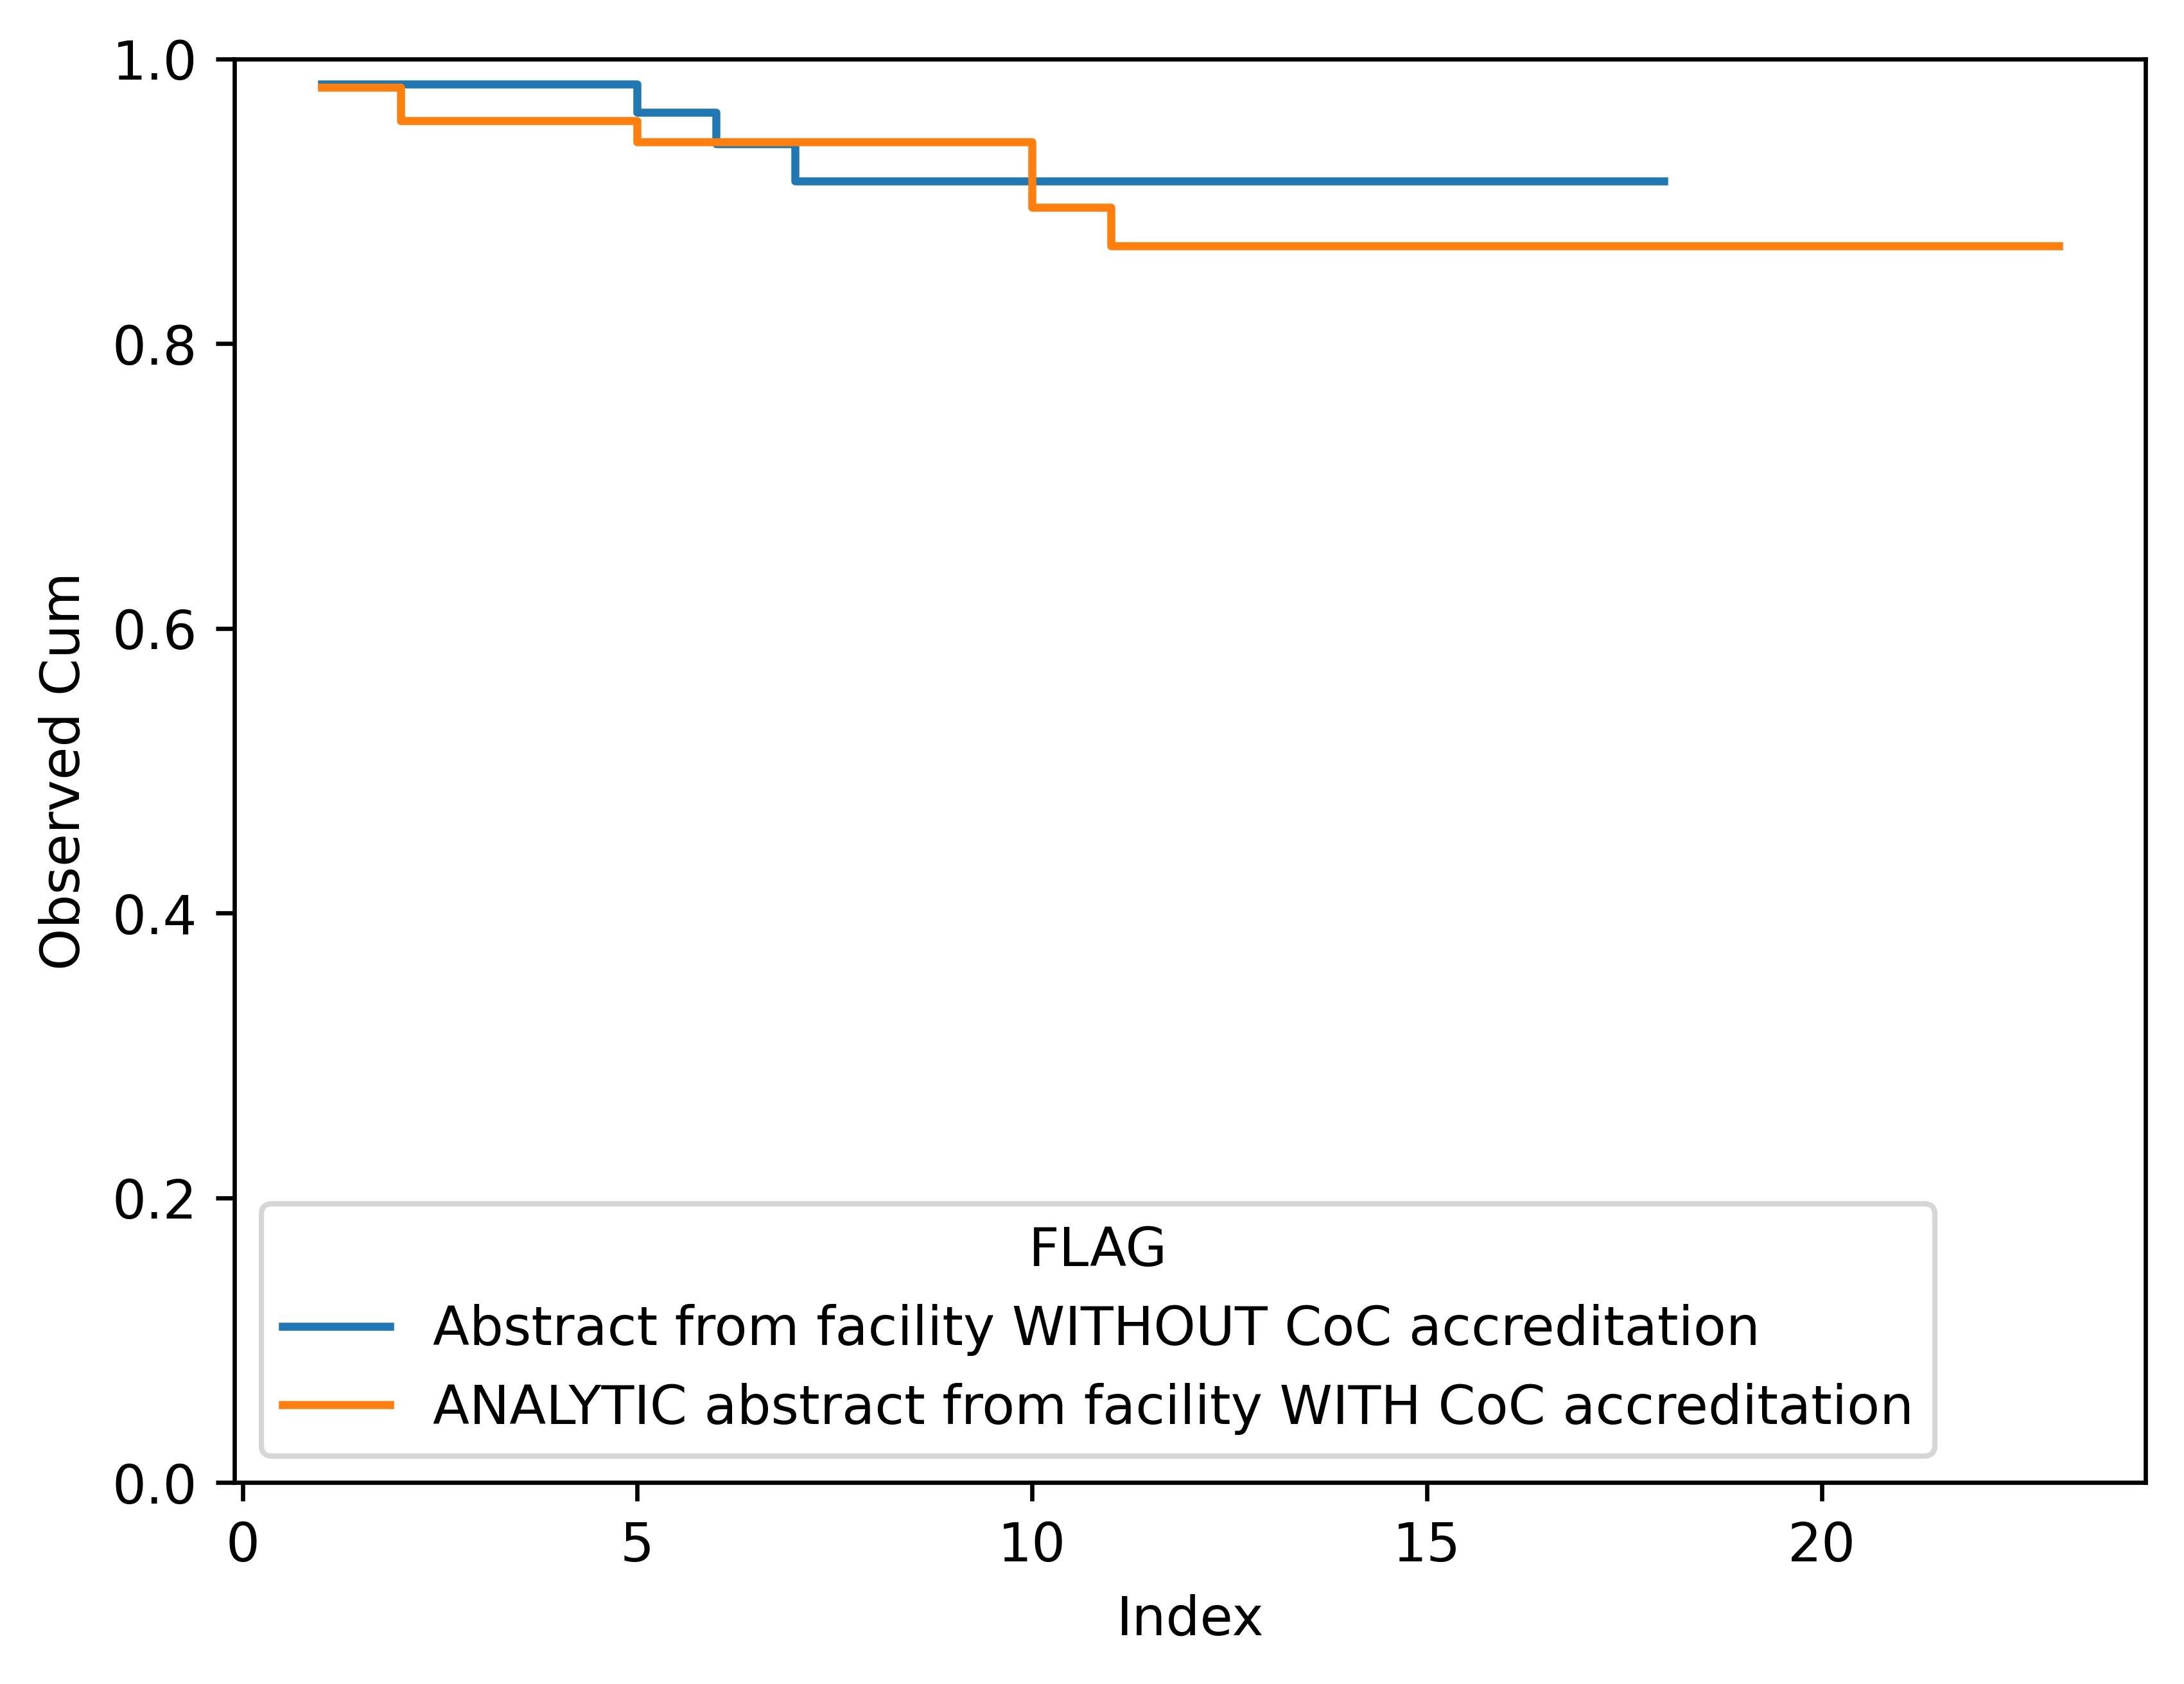 1.0
0.8
0.6
0.4
0.2
0.0
Observed Cum
FLAG
Abstract from facility WITHOUT CoC accreditation
ANALYTIC abstract from facility WITH CoC accreditation
0 5 10 15 20
Index